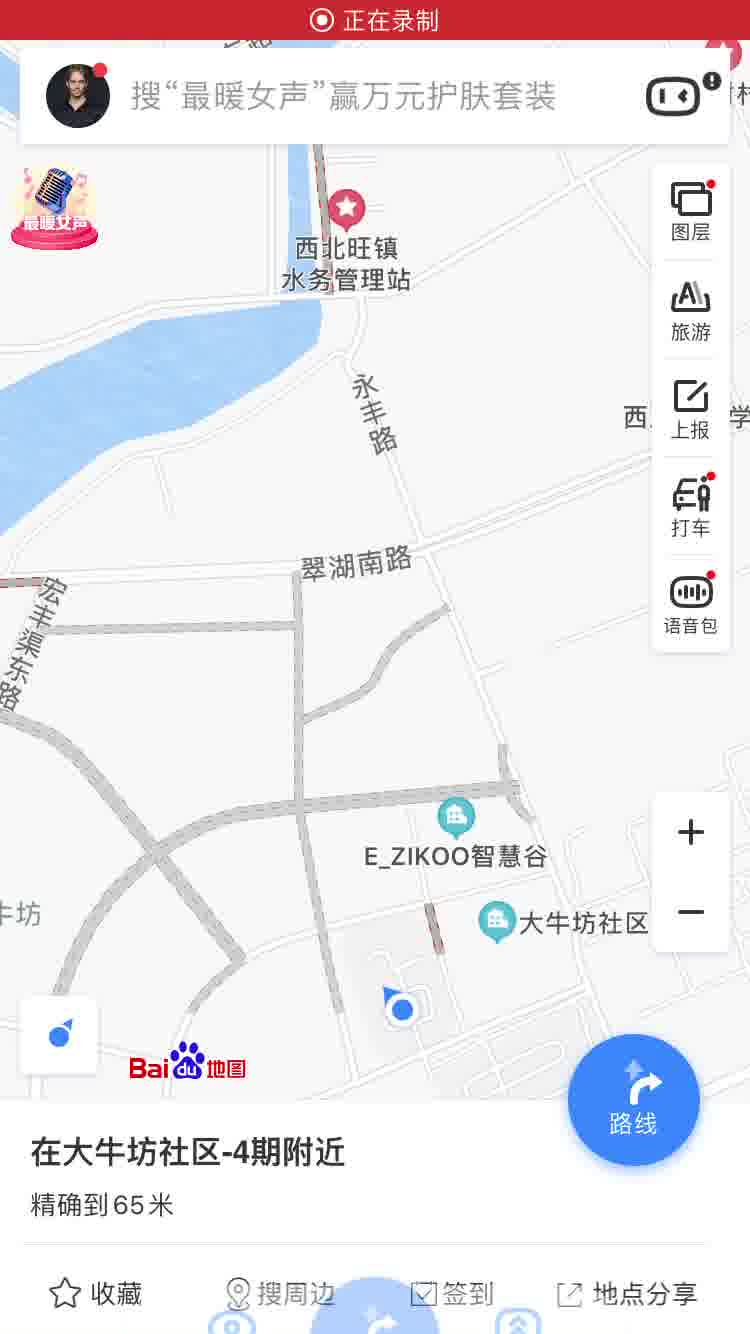 正在录制
搜“最暖女声”赢万元护肤套装
最暖女声
图层
旅游
上报
打车
语音包
西北旺镇
水务管理站
永丰路
西
学
村
翠湖南路
宏丰渠东路
E_ZIKOO智慧谷
大牛坊社区
牛坊
Bai du 地图
路线
在大牛坊社区-4期附近
精确到65米
收藏
搜周边
签到
地点分享